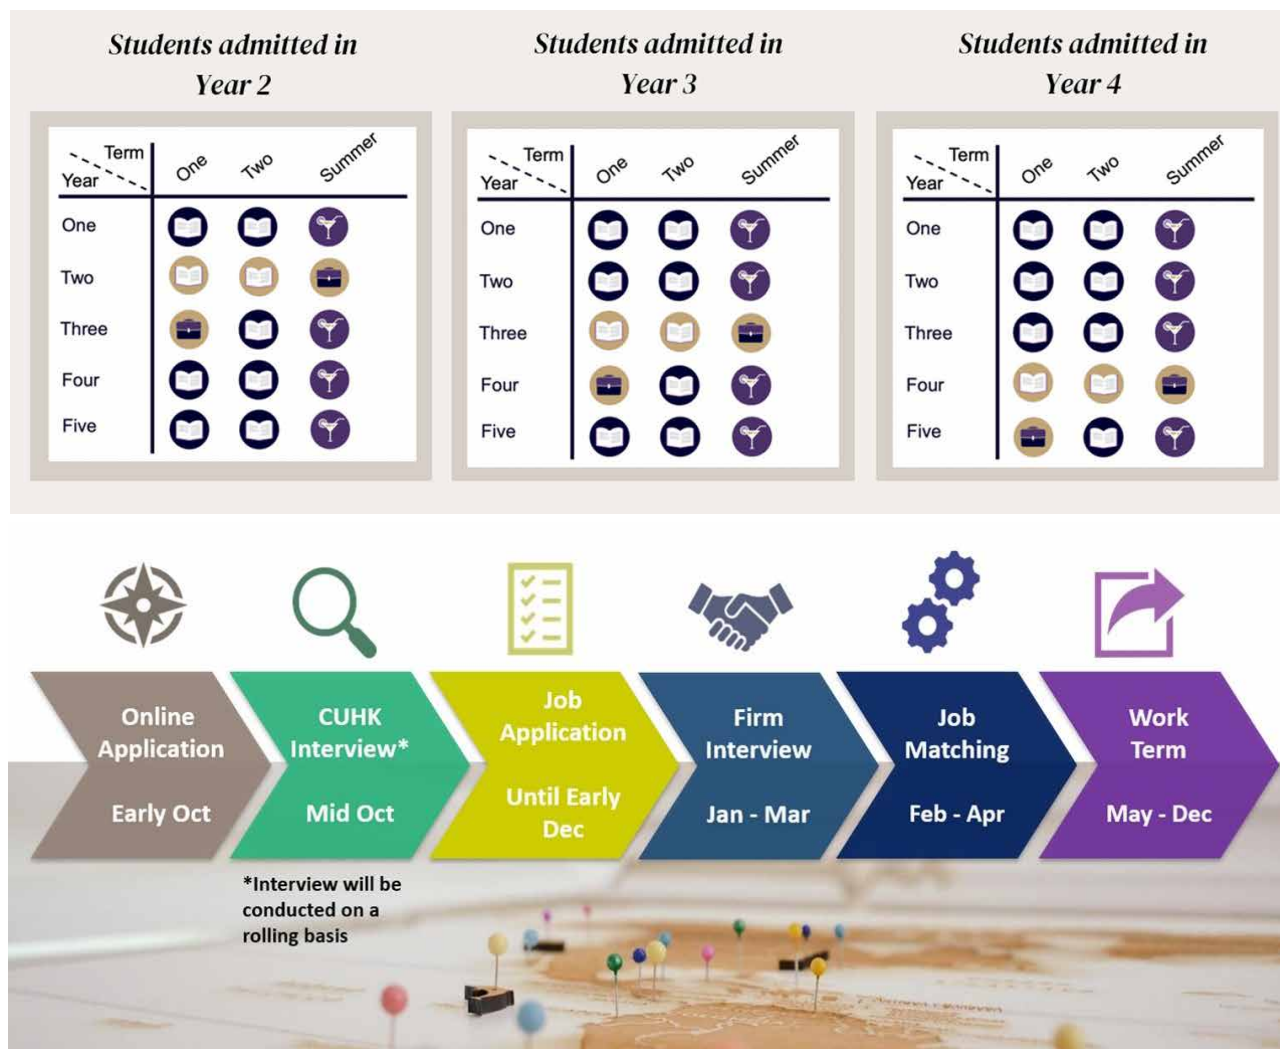 Students admitted in
Year 2
Students admitted in
Year 3
Students admitted in
Year 4
Term
One
Two
Summer
Year
One
Two
Three
Four
Five
Term
One
Two
Summer
Year
One
Two
Three
Four
Five
Term
One
Two
Summer
Year
One
Two
Three
Four
Five
Online
Application
Early Oct
CUHK
Interview*
Mid Oct
Job
Application
Until Early
Dec
Firm
Interview
Jan - Mar
Job
Matching
Feb - Apr
Work
Term
May - Dec
*Interview will be
conducted on a
rolling basis